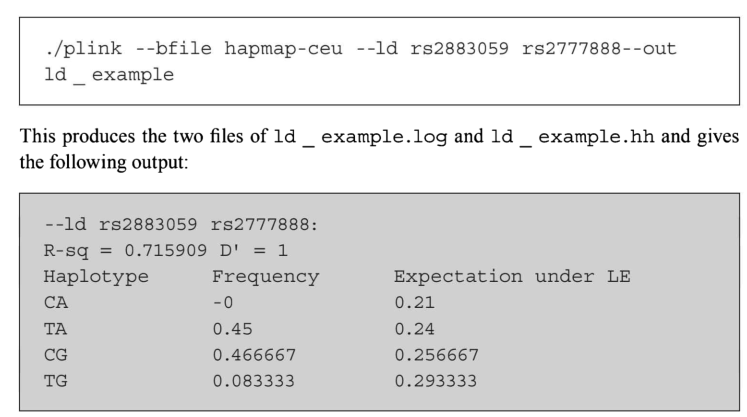 ./plink --bfile hapmap-ceu --ld rs2883059 rs2777888--out
ld _ example
This produces the two files of ld _ example.log and ld _ example.hh and gives
the following output:
--ld rs2883059 rs2777888:
R-sq = 0.715909 D' = 1
Haplotype Frequency Expectation under LE
CA -0 0.21
TA 0.45 0.24
CG 0.466667 0.256667
TG 0.083333 0.293333